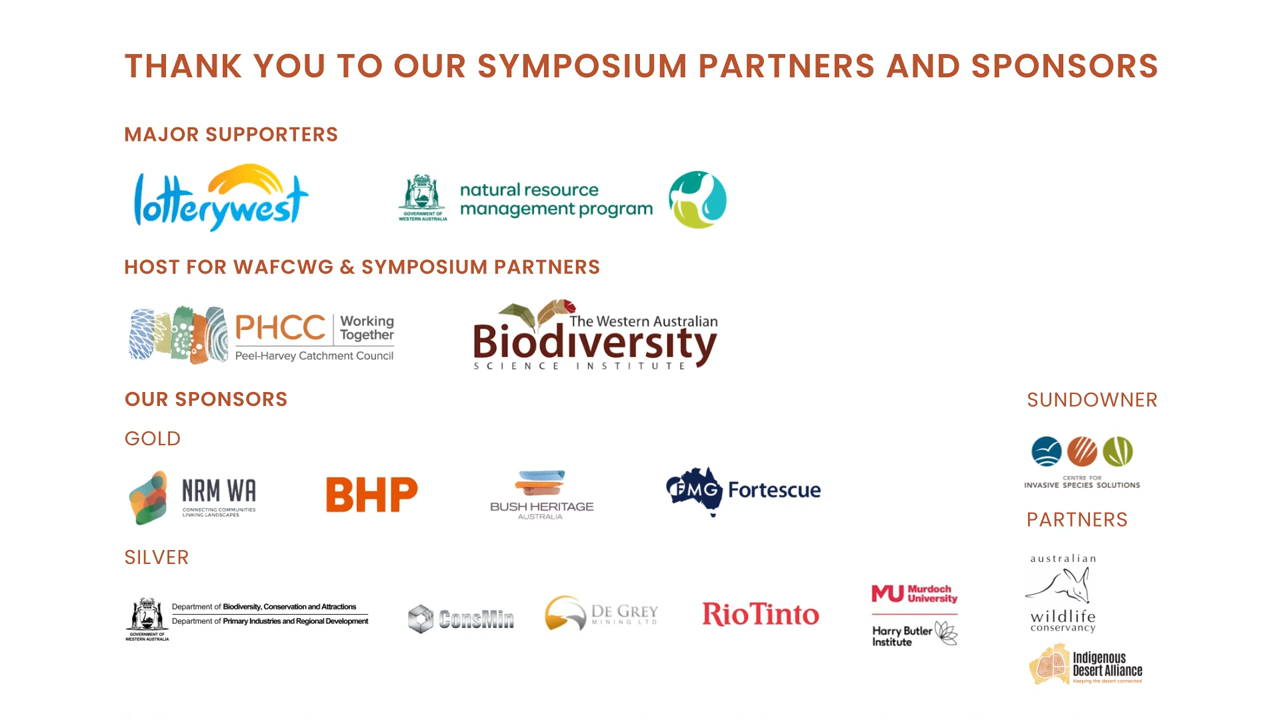 THANK YOU TO OUR SYMPOSIUM PARTNERS AND SPONSORS
MAJOR SUPPORTERS
lotterywest
GOVERNMENT OF
WESTERN AUSTRALIA
natural resource
management program
HOST FOR WAFCWG & SYMPOSIUM PARTNERS
PHCC
Working
Together
Peel-Harvey Catchment Council
The Western Australian
Biodiversity
SCIENCE INSTITUTE
OUR SPONSORS
GOLD
NRM WA
CONNECTING COMMUNITIES
LINKING LANDSCAPES
BHP
BUSH HERITAGE
AUSTRALIA
FMG Fortescue
SILVER
GOVERNMENT OF
WESTERN AUSTRALIA
Department of Biodiversity, Conservation and Attractions
Department of Primary Industries and Regional Development
ConsMin
DE GREY
MINING LTD
RioTinto
MU Murdoch
University
Harry Butler
Institute
SUNDOWNER
CENTRE FOR
INVASIVE SPECIES SOLUTIONS
PARTNERS
australian
wildlife
conservancy
Indigenous
Desert Alliance
Keeping the desert connected